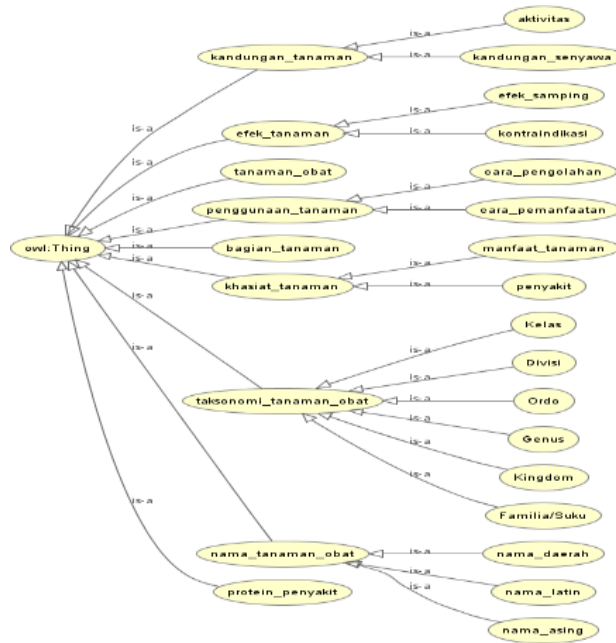 aktivitas
is-a
kandungan_tanaman
is-a
kandungan_senyawa
efek_samping
is-a
is-a
efek_tanaman
is-a
kontraindikasi
is-a
tanaman_obat
is-a
cara_pengolahan
is-a
penggunaan_tanaman
is-a
cara_pemanfaatan
is-a
owl:Thing
is-a
bagian_tanaman
is-a
manfaat_tanaman
is-a
khasiat_tanaman
is-a
penyakit
is-a
Kelas
is-a
is-a
Divisi
is-a
taksonomi_tanaman_obat
is-a
Ordo
is-a
Genus
is-a
Kingdom
is-a
Familia/Suku
is-a
nama_tanaman_obat
is-a
nama_daerah
protein_penyakit
is-a
nama_latin
is-a
nama_asing